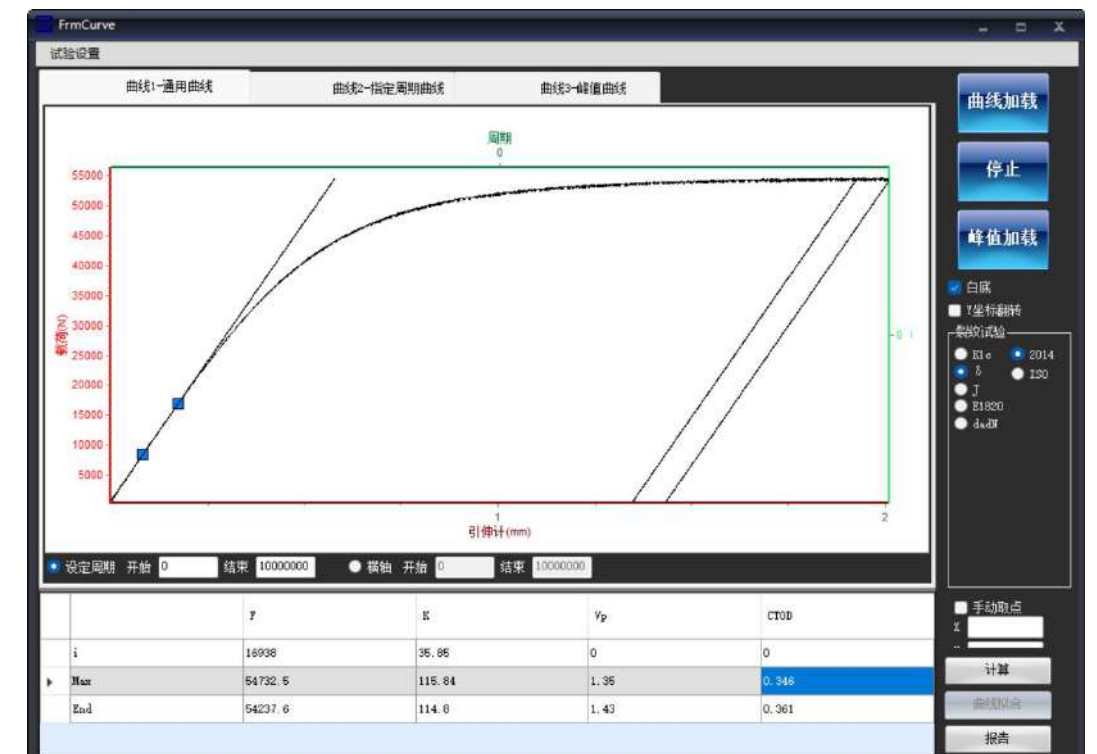 FrmCurve
试验设置
曲线1-通用曲线 曲线2-指定周期曲线 曲线3-峰值曲线
曲线加载
停止
峰值加载
周期
0
55000
50000
45000
40000
35000
30000
25000
20000
15000
10000
5000
载荷(N)
1
2
引伸计(mm)
白底
Y坐标翻转
断裂试验
K1c 2014
δ ISO
J
E1820
dadN
设定周期 开始 0 结束 10000000 横轴 开始 0 结束 10000000
F K Vp CTOD
i 16938 35.85 0 0
Max 54732.5 115.84 1.35 0.346
End 54237.6 114.8 1.43 0.361
手动取点
X
计算
曲线拟合
报告